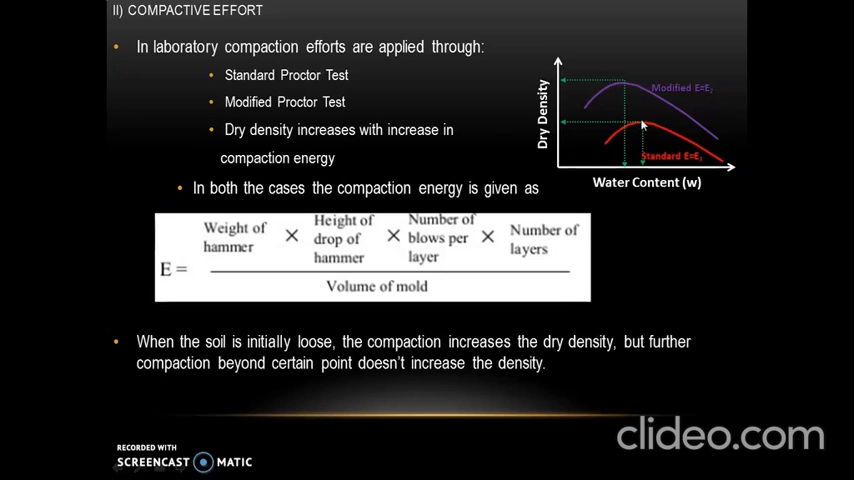 II) COMPACTIVE EFFORT
• In laboratory compaction efforts are applied through:
• Standard Proctor Test
• Modified Proctor Test
• Dry density increases with increase in
compaction energy
• In both the cases the compaction energy is given as
Dry Density
Modified E=E₂
Standard E=E₁
Water Content (w)
E = Weight of hammer × Height of drop of hammer × Number of blows per layer × Number of layers
Volume of mold
• When the soil is initially loose, the compaction increases the dry density, but further
compaction beyond certain point doesn't increase the density.
clideo.com
RECORDED WITH
SCREENCAST MATIC